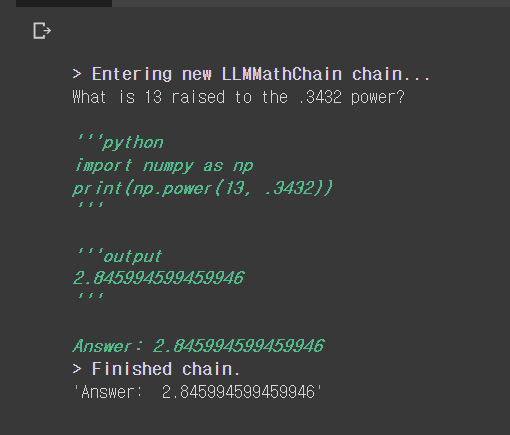 > Entering new LLMMathChain chain...
What is 13 raised to the .3432 power?
'''python
import numpy as np
print(np.power(13, .3432))
'''
'''output
2.845994599459946
'''
Answer: 2.845994599459946
> Finished chain.
'Answer:  2.845994599459946'